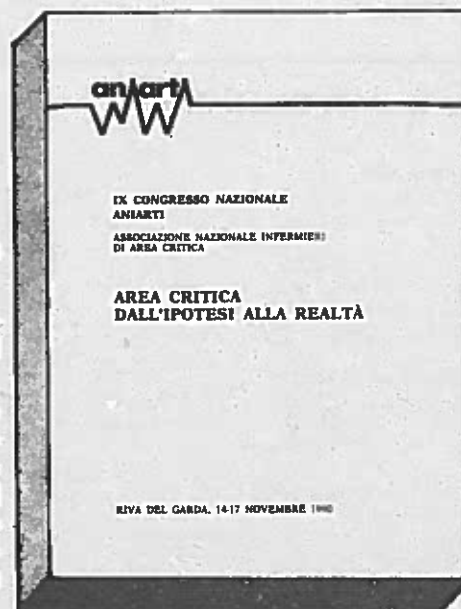 aniarti
IX CONGRESSO NAZIONALE
ANIARTI
ASSOCIAZIONE NAZIONALE INFERMIERI
DI AREA CRITICA
AREA CRITICA
DALL'IPOTESI ALLA REALTÀ
RIVA DEL GARDA, 14-17 NOVEMBRE